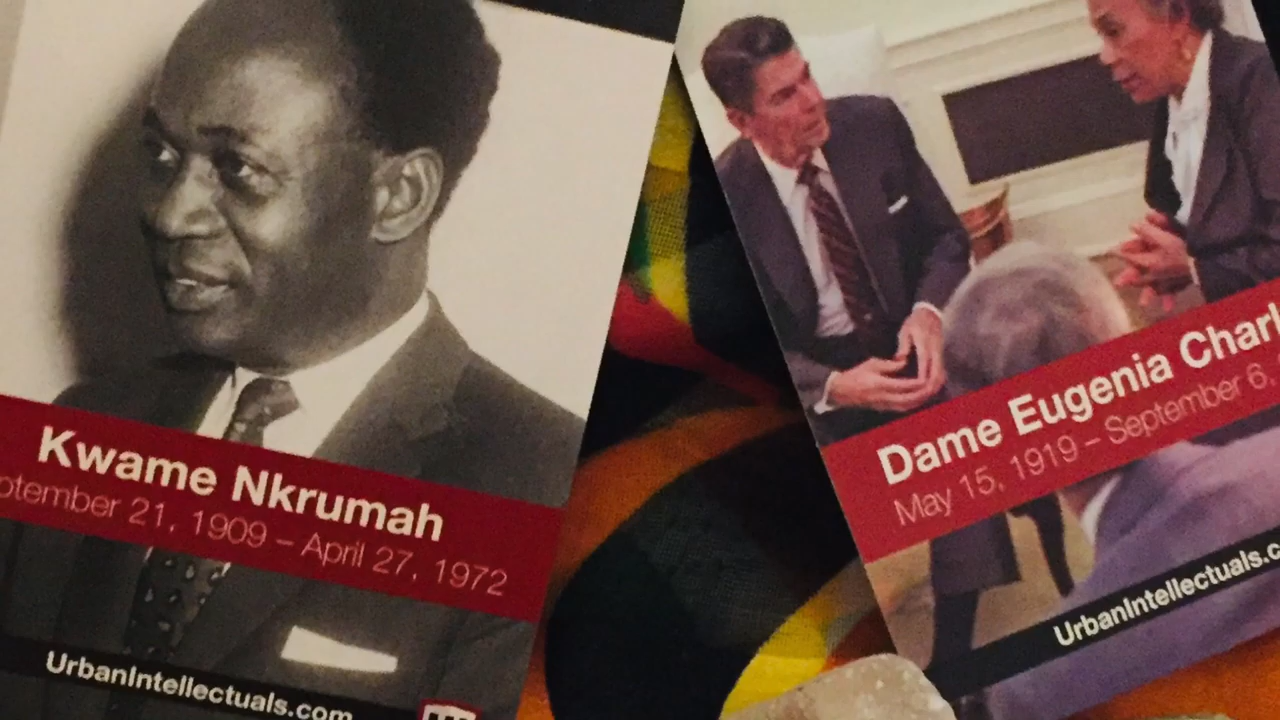 Kwame Nkrumah
ptember 21, 1909 – April 27, 1972
UrbanIntellectuals.com
Dame Eugenia Charl
May 15, 1919 – September 6,
UrbanIntellectuals.c